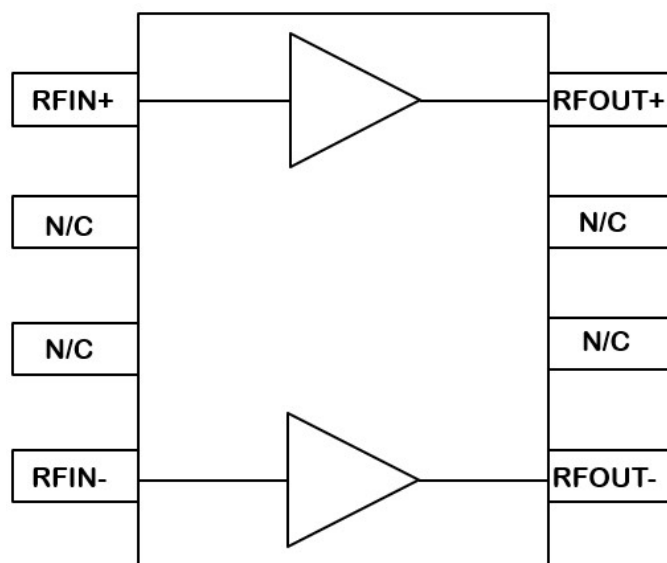 RFIN+
RFOUT+
N/C
N/C
N/C
N/C
RFIN-
RFOUT-